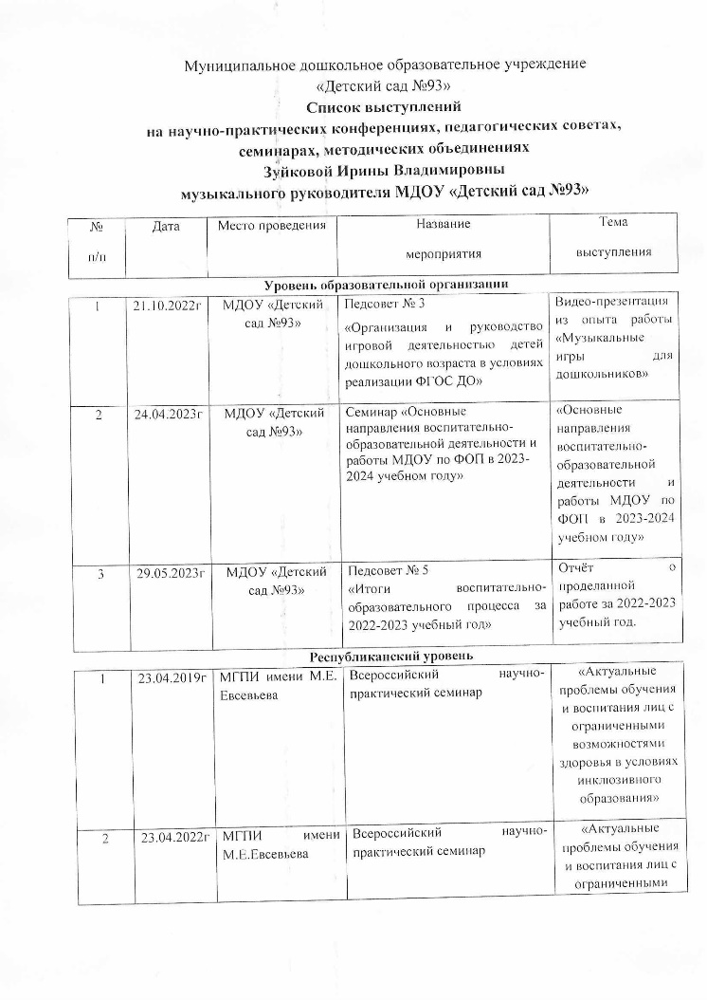 Муниципальное дошкольное образовательное учреждение
«Детский сад №93»
Список выступлений
на научно-практических конференциях, педагогических советах,
семинарах, методических объединениях
Зуйковой Ирины Владимировны
музыкального руководителя МДОУ «Детский сад №93»
№
п/п
Дата
Место проведения
Название
мероприятия
Тема
выступления
Уровень образовательной организации
1
21.10.2022г
МДОУ «Детский
сад №93»
Педсовет № 3
«Организация и руководство
игровой деятельностью детей
дошкольного возраста в условиях
реализации ФГОС ДО»
Видео-презентация
из опыта работы
«Музыкальные
игры для
дошкольников»
2
24.04.2023г
МДОУ «Детский
сад №93»
Семинар «Основные
направления воспитательно-
образовательной деятельности и
работы МДОУ по ФОП в 2023-
2024 учебном году»
«Основные
направления
воспитательно-
образовательной
деятельности и
работы МДОУ по
ФОП в 2023-2024
учебном году»
3
29.05.2023г
МДОУ «Детский
сад №93»
Педсовет № 5
«Итоги воспитательно-
образовательного процесса за
2022-2023 учебный год»
Отчёт о
проделанной
работе за 2022-2023
учебный год.
Республиканский уровень
1
23.04.2019г
МГПИ имени М.Е.
Евсевьева
Всероссийский научно-
практический семинар
«Актуальные
проблемы обучения
и воспитания лиц с
ограниченными
возможностями
здоровья в условиях
инклюзивного
образования»
2
23.04.2022г
МГПИ имени
М.Е.Евсевьева
Всероссийский научно-
практический семинар
«Актуальные
проблемы обучения
и воспитания лиц с
ограниченными